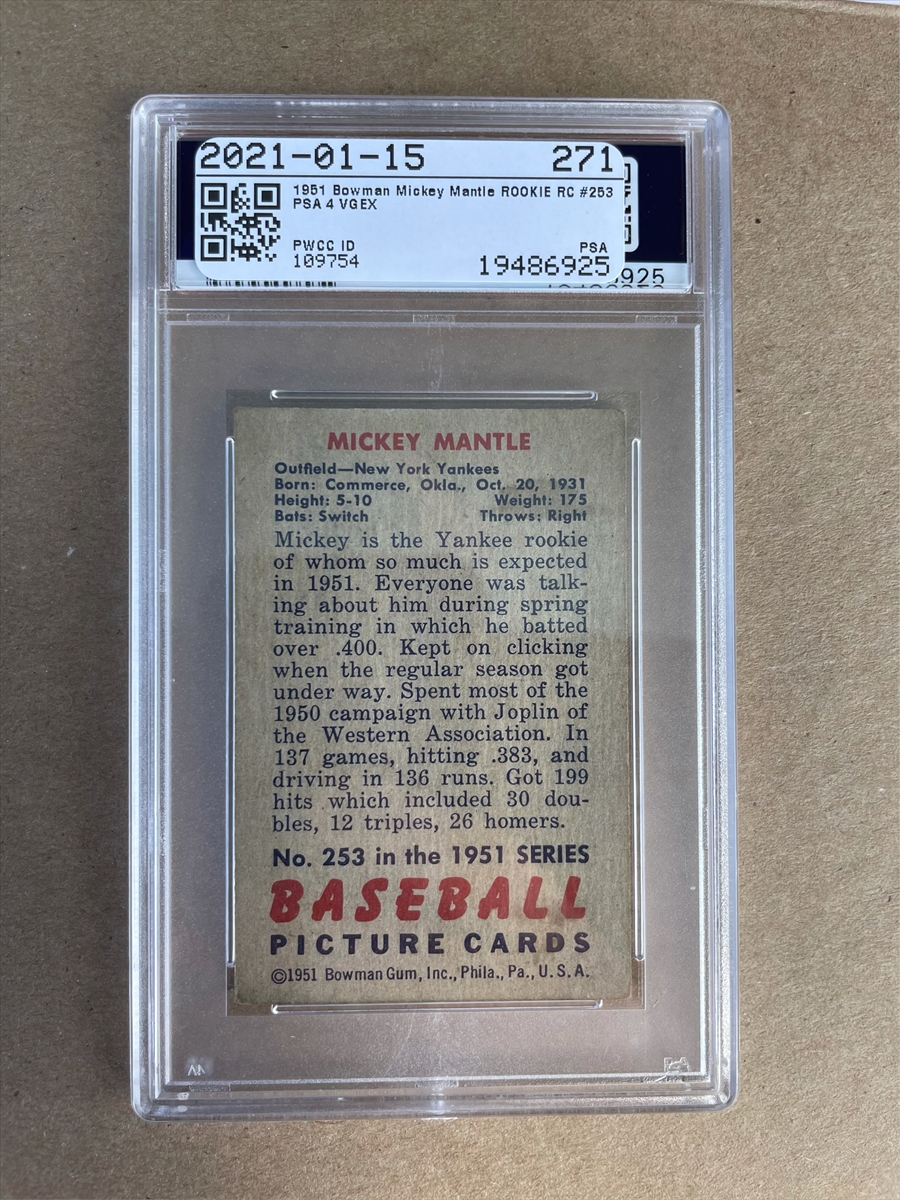 2021-01-15 271
1951 Bowman Mickey Mantle ROOKIE RC #253
PSA 4 VGEX
PWCC ID PSA
109754 19486925
925
MICKEY MANTLE
Outfield—New York Yankees
Born: Commerce, Okla., Oct. 20, 1931
Height: 5-10 Weight: 175
Bats: Switch Throws: Right
Mickey is the Yankee rookie
of whom so much is expected
in 1951. Everyone was talk-
ing about him during spring
training in which he batted
over .400. Kept on clicking
when the regular season got
under way. Spent most of the
1950 campaign with Joplin of
the Western Association. In
137 games, hitting .383, and
driving in 136 runs. Got 199
hits which included 30 dou-
bles, 12 triples, 26 homers.
No. 253 in the 1951 SERIES
BASEBALL
PICTURE CARDS
©1951 Bowman Gum, Inc., Phila., Pa., U. S. A.